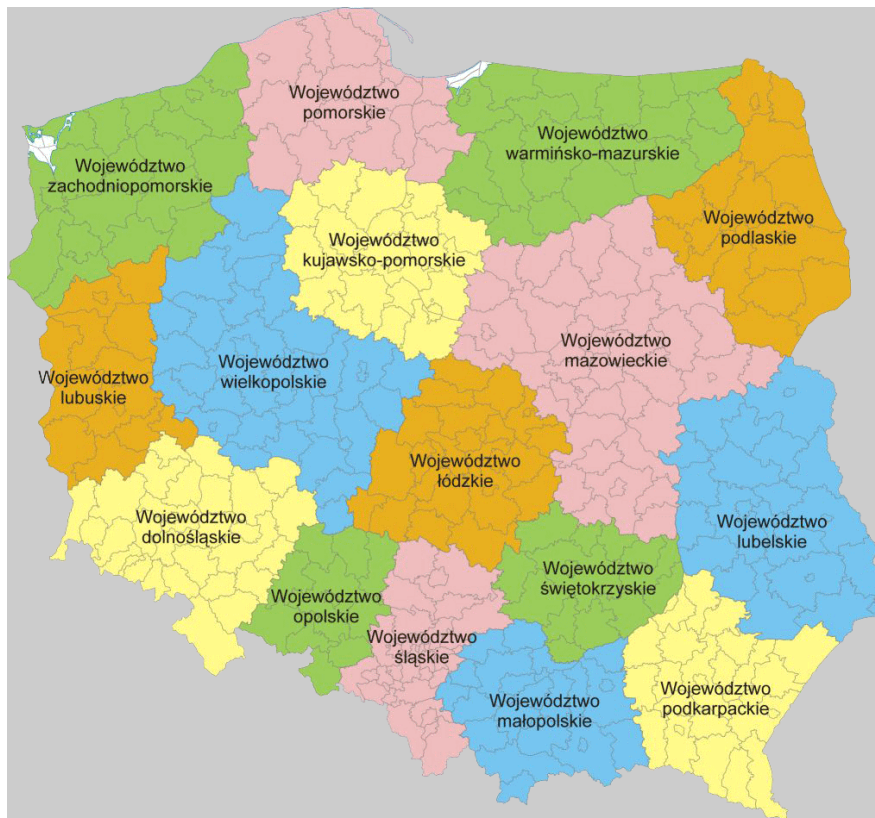 Województwo
pomorskie
Województwo
warmińsko-mazurskie
Województwo
zachodniopomorskie
Województwo
podlaskie
Województwo
kujawsko-pomorskie
Województwo
mazowieckie
Województwo
wielkopolskie
Województwo
lubuskie
Województwo
łódzkie
Województwo
dolnośląskie
Województwo
lubelskie
Województwo
świętokrzyskie
Województwo
opolskie
Województwo
śląskie
Województwo
małopolskie
Województwo
podkarpackie